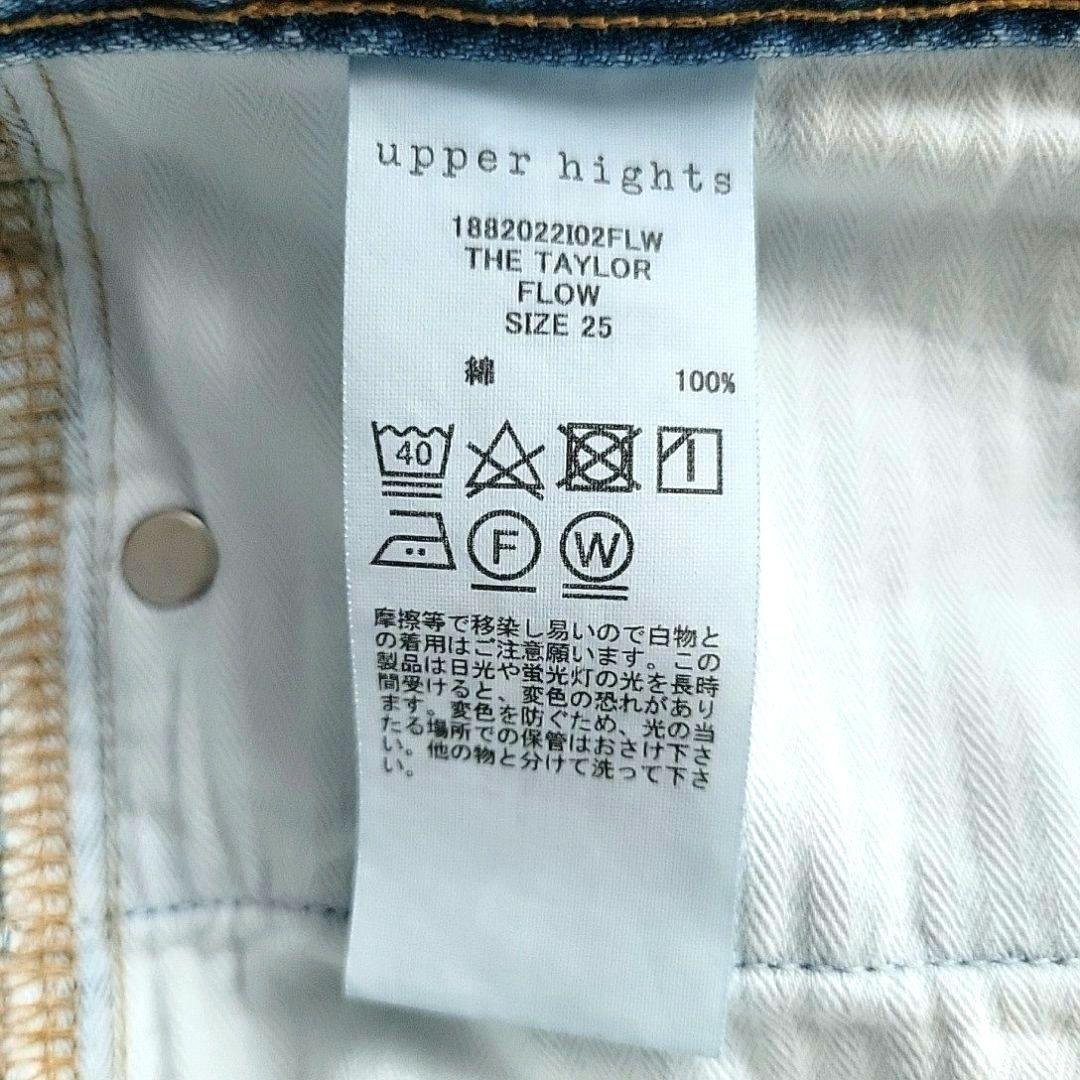 upper hights
1882022I02FLW
THE TAYLOR
FLOW
SIZE 25
綿 100%
40
F W
摩擦等で移染し易いので白物と
の着用はご注意願います。この
製品は日光や蛍光灯の光を長時
間受けると、変色の恐れがあり
ます。変色を防ぐため、光の当
たる場所での保管はおさけ下さ
い。他の物と分けて洗って下さ
い。